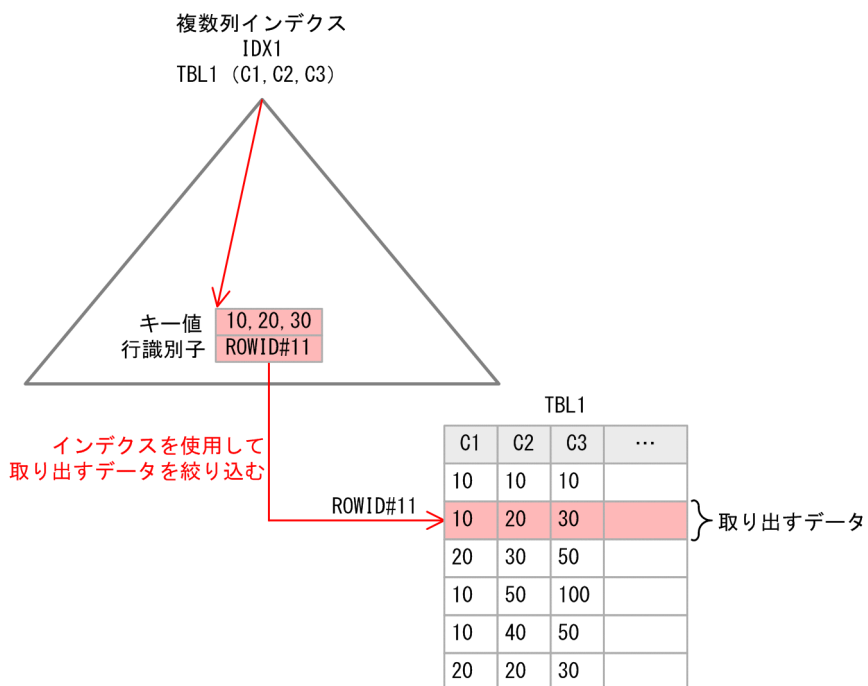 複数列インデクス
IDX1
TBL1 (C1,C2,C3)
キー値 10,20,30
行識別子 ROWID#11
インデクスを使用して
取り出すデータを絞り込む
ROWID#11
TBL1
C1 C2 C3 …
10 10 10
10 20 30
取り出すデータ
20 30 50
10 50 100
10 40 50
20 20 30